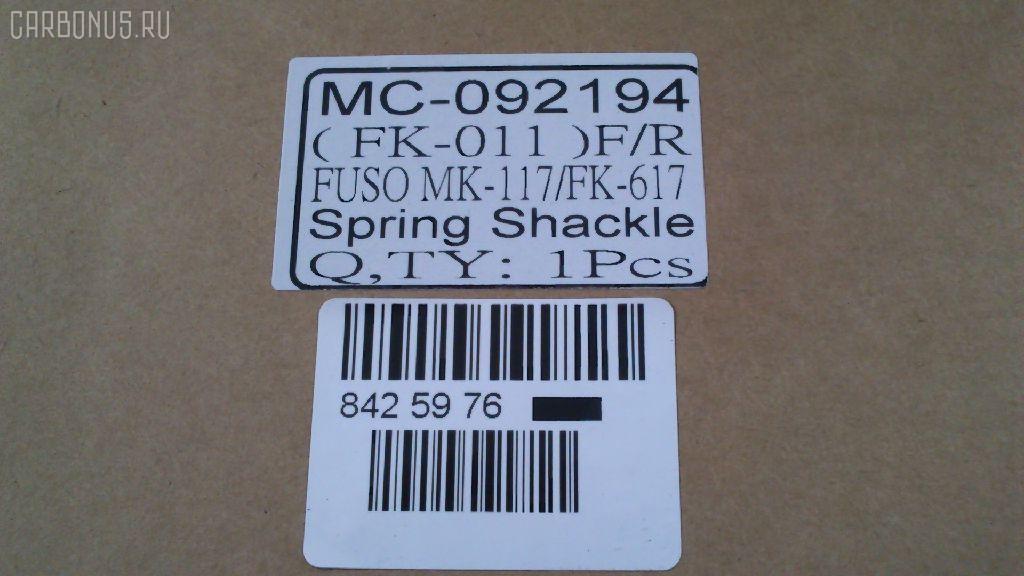 CARBONUS.RU
MC-092194
( FK-011 )F/R
FUSO MK-117/FK-617
Spring Shackle
Q,TY: 1Pcs
842 59 76